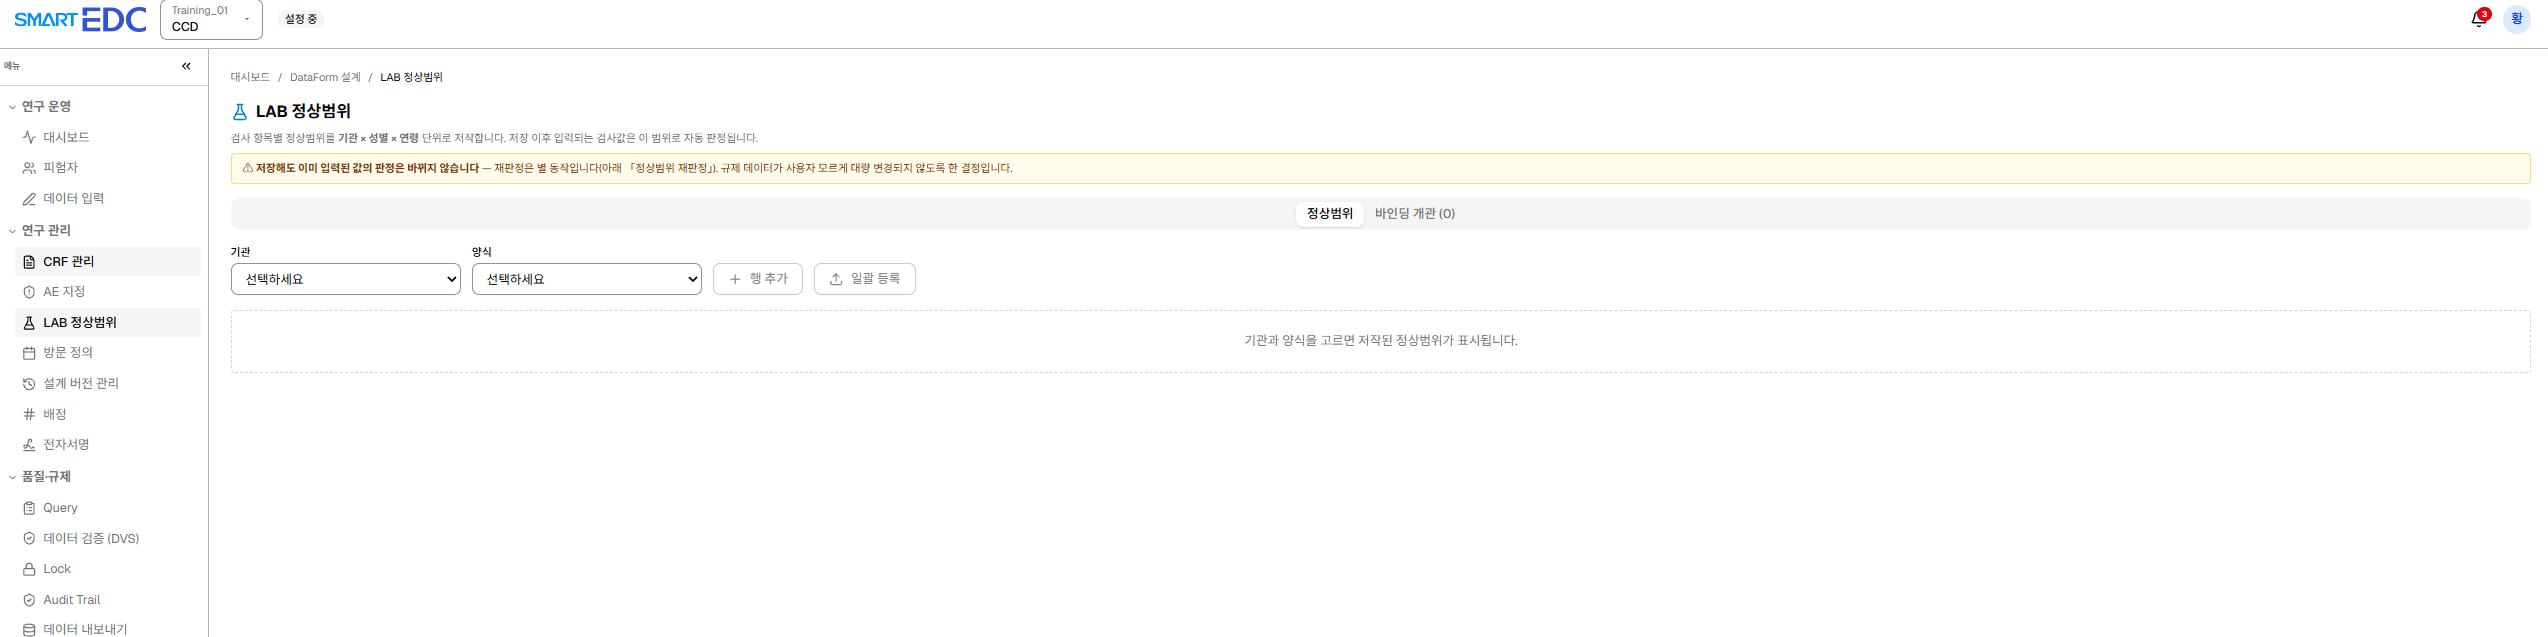 SMART EDC
Training_01
CCD
설정 중
3
황
메뉴
연구 운영
대시보드
피험자
데이터 입력
연구 관리
CRF 관리
AE 지정
LAB 정상범위
방문 정의
설계 버전 관리
배정
전자서명
품질·규제
Query
데이터 검증 (DVS)
Lock
Audit Trail
데이터 내보내기
대시보드 / DataForm 설계 / LAB 정상범위
LAB 정상범위
검사 항목별 정상범위를 기관 × 성별 × 연령 단위로 저작합니다. 저장 이후 입력되는 검사값은 이 범위로 자동 판정됩니다.
⚠ 저장해도 이미 입력된 값의 판정은 바뀌지 않습니다 — 재판정은 별 동작입니다(아래 「정상범위 재판정」). 규제 데이터가 사용자 모르게 대량 변경되지 않도록 한 결정입니다.
정상범위 바인딩 개관 (0)
기관 양식
선택하세요 선택하세요 행 추가 일괄 등록
기관과 양식을 고르면 저작된 정상범위가 표시됩니다.